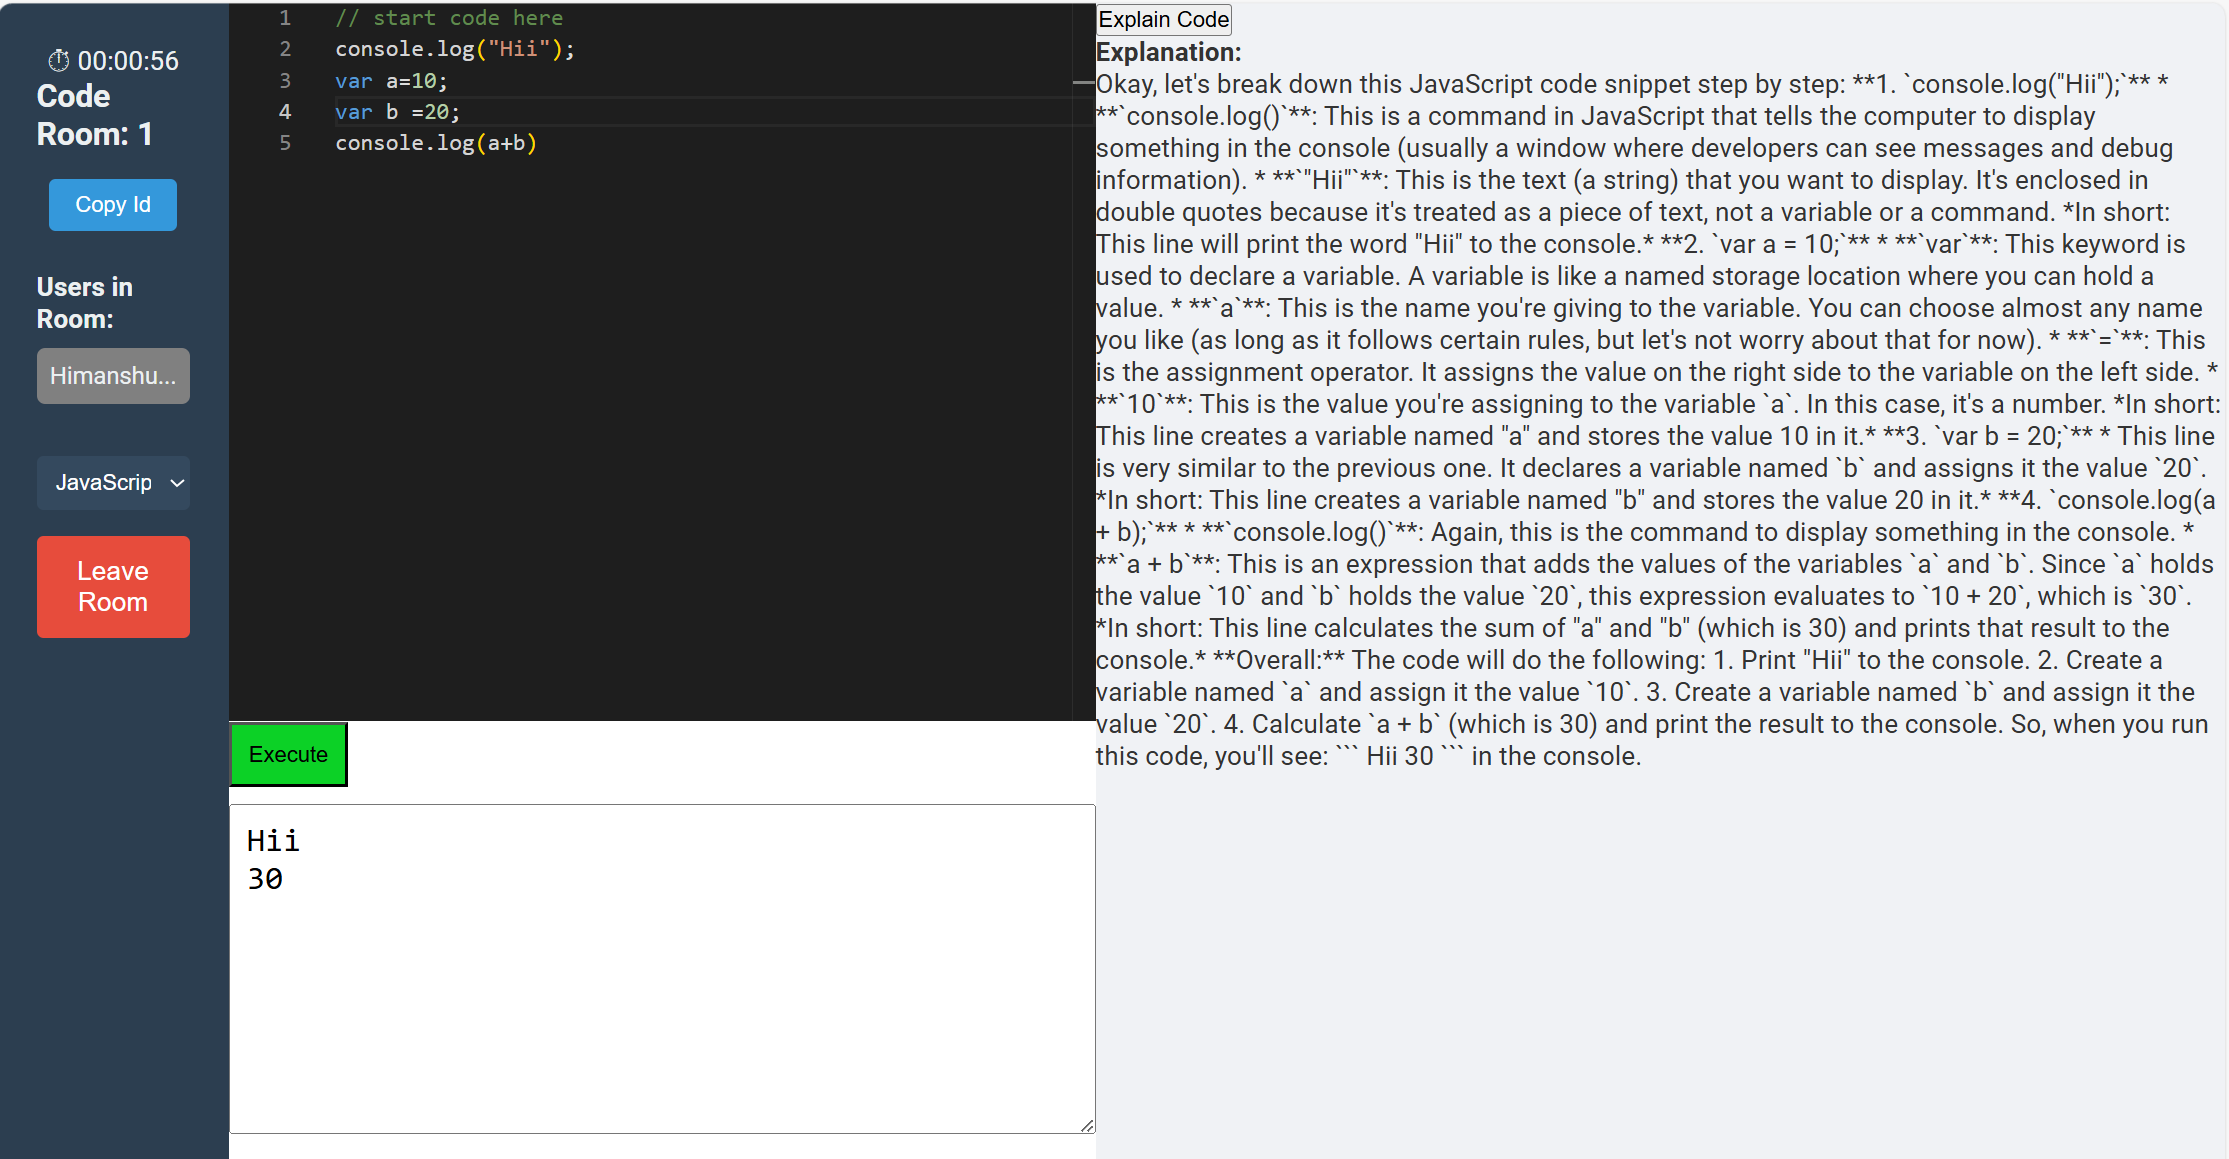 ⏱ 00:00:56
Code
Room: 1
Copy Id
Users in
Room:
Himanshu...
JavaScrip
Leave
Room
1 // start code here
2 console.log("Hii");
3 var a=10;
4 var b =20;
5 console.log(a+b)
Execute
Hii
30
Explain Code
Explanation:
Okay, let's break down this JavaScript code snippet step by step: **1. `console.log("Hii");`** *
**`console.log()`**: This is a command in JavaScript that tells the computer to display
something in the console (usually a window where developers can see messages and debug
information). * **`"Hii"`**: This is the text (a string) that you want to display. It's enclosed in
double quotes because it's treated as a piece of text, not a variable or a command. *In short:
This line will print the word "Hii" to the console.* **2. `var a = 10;`** * **`var`**: This keyword is
used to declare a variable. A variable is like a named storage location where you can hold a
value. * **`a`**: This is the name you're giving to the variable. You can choose almost any name
you like (as long as it follows certain rules, but let's not worry about that for now). * **`=`**: This
is the assignment operator. It assigns the value on the right side to the variable on the left side. *
**`10`**: This is the value you're assigning to the variable `a`. In this case, it's a number. *In short:
This line creates a variable named "a" and stores the value 10 in it.* **3. `var b = 20;`** * This line
is very similar to the previous one. It declares a variable named `b` and assigns it the value `20`.
*In short: This line creates a variable named "b" and stores the value 20 in it.* **4. `console.log(a
+ b);`** * **`console.log()`**: Again, this is the command to display something in the console. *
**`a + b`**: This is an expression that adds the values of the variables `a` and `b`. Since `a` holds
the value `10` and `b` holds the value `20`, this expression evaluates to `10 + 20`, which is `30`.
*In short: This line calculates the sum of "a" and "b" (which is 30) and prints that result to the
console.* **Overall:** The code will do the following: 1. Print "Hii" to the console. 2. Create a
variable named `a` and assign it the value `10`. 3. Create a variable named `b` and assign it the
value `20`. 4. Calculate `a + b` (which is 30) and print the result to the console. So, when you run
this code, you'll see: ``` Hii 30 ``` in the console.